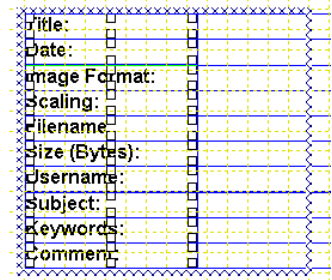 Title:
Date:
Image Format:
Scaling:
Filename
Size (Bytes):
Username:
Subject:
Keywords:
Comment